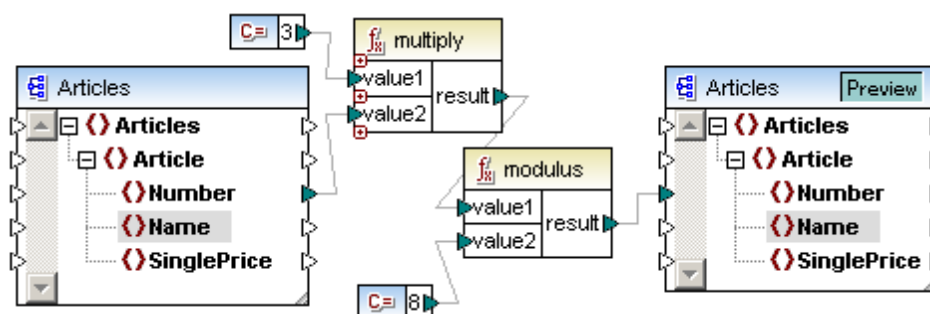 C= 3
multiply
value1
value2
result
Articles
Articles
Article
Number
Name
SinglePrice
modulus
value1
value2
result
C= 8
Articles
Preview
Articles
Article
Number
Name
SinglePrice